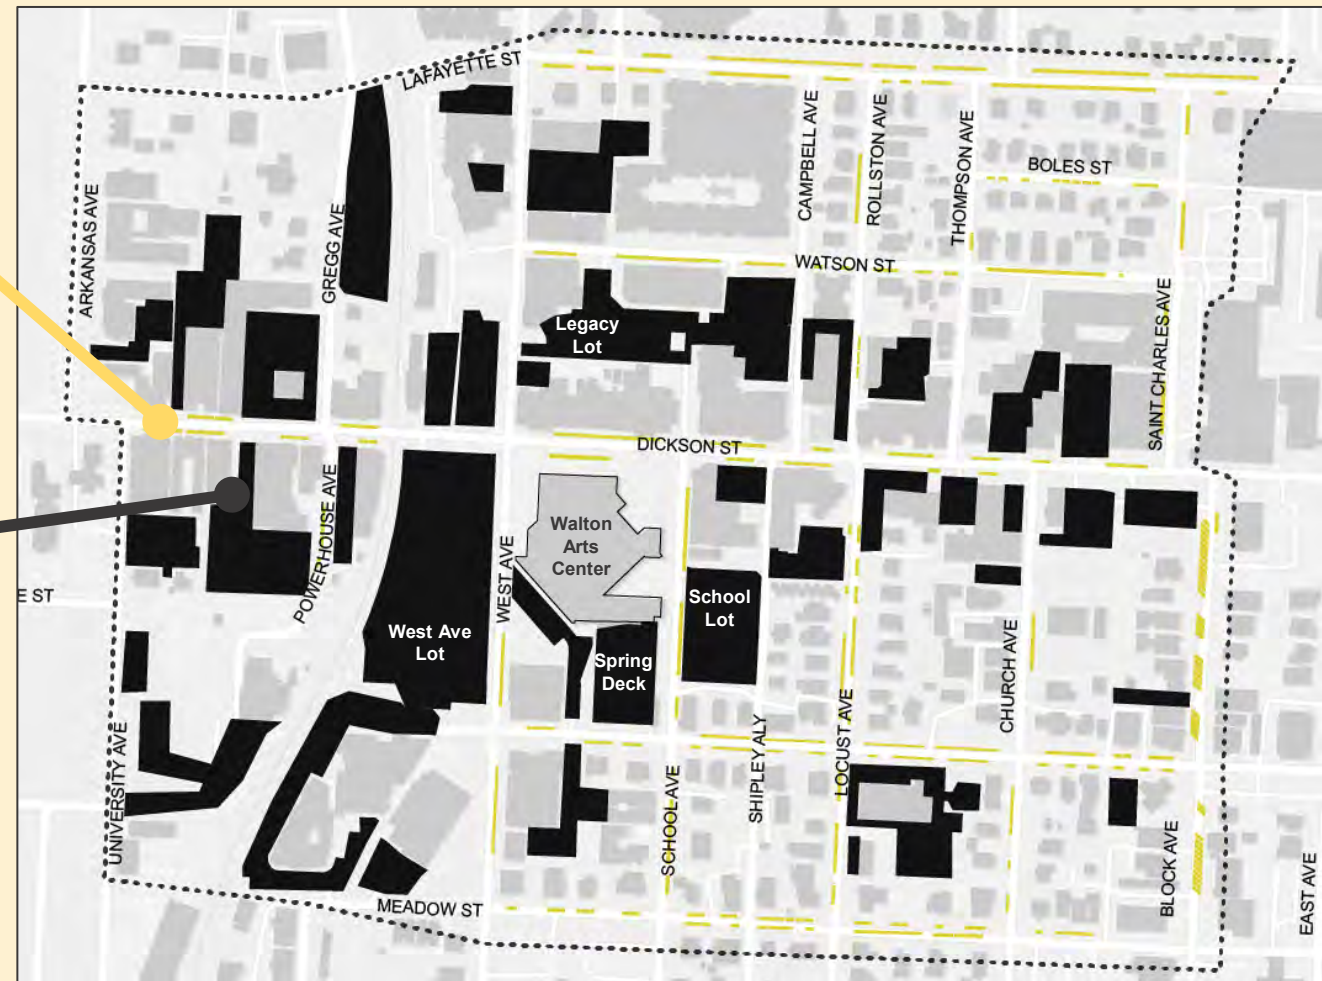 LAFAYETTE ST
CAMPBELL AVE
ROLLSTON AVE
THOMPSON AVE
BOLES ST
ARKANSAS AVE
GREGG AVE
WATSON ST
SAINT CHARLES AVE
Legacy
Lot
DICKSON ST
POWERHOUSE AVE
WEST AVE
Walton
Arts
Center
E ST
School
Lot
West Ave
Lot
Spring
Deck
CHURCH AVE
UNIVERSITY AVE
SCHOOL AVE
SHIPLEY ALY
LOCUST AVE
BLOCK AVE
EAST AVE
MEADOW ST